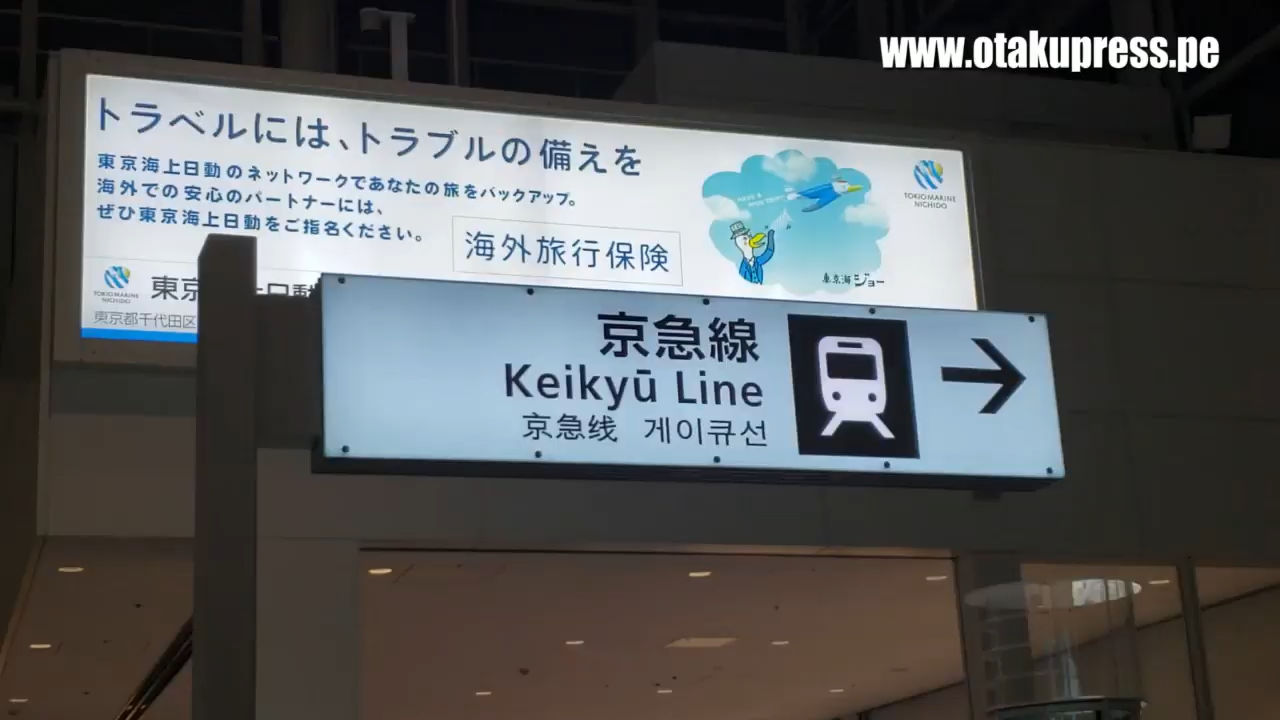 www.otakupress.pe
トラベルには、トラブルの備えを
東京海上日動のネットワークであなたの旅をバックアップ。
海外での安心のパートナーには、
ぜひ東京海上日動をご指名ください。
海外旅行保険
TOKIO MARINE
NICHIDO
東京海ジョー
TOKIO MARINE
NICHIDO
東京
東京都千代田区
京急線
Keikyū Line
京急线 게이큐선